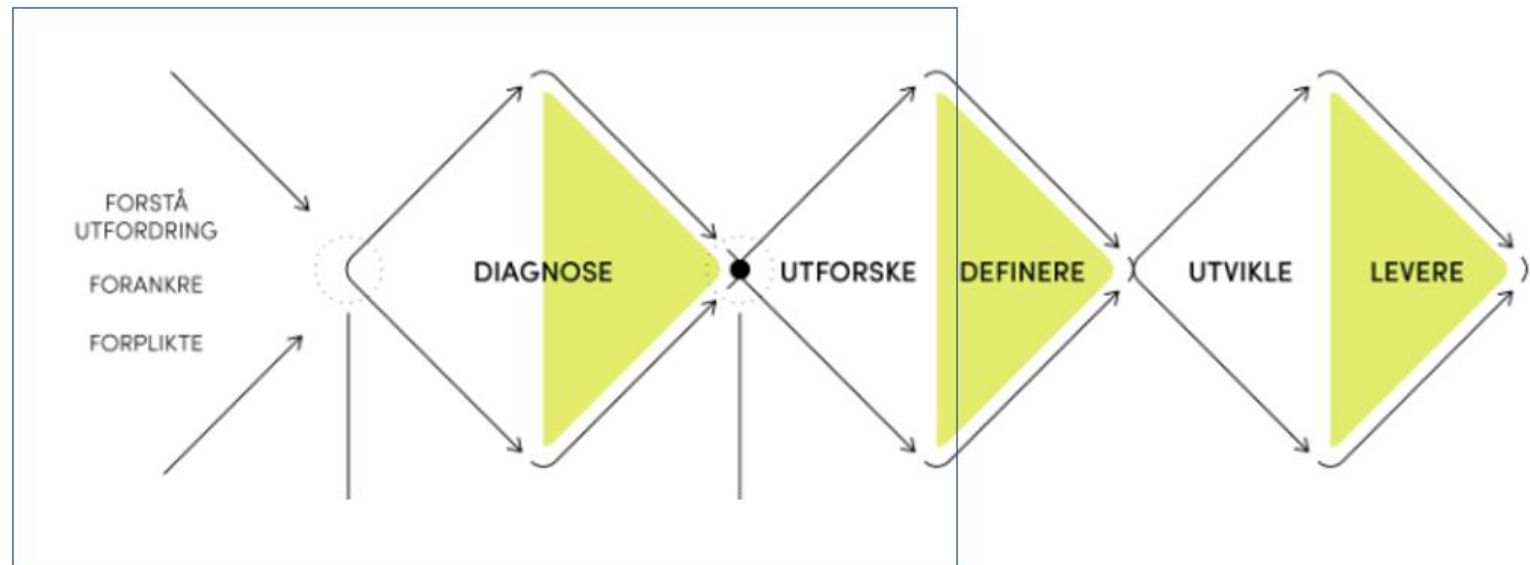 FORSTÅ
UTFORDRING
FORANKRE
FORPLIKTE
DIAGNOSE
UTFORSKE
DEFINERE
UTVIKLE
LEVERE